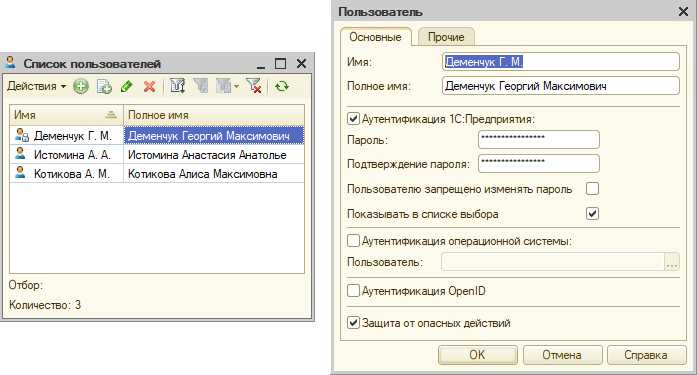 Список пользователей
Действия
Имя Полное имя
Деменчук Г. М. Деменчук Георгий Максимович
Истомина А. А. Истомина Анастасия Анатолье
Котикова А. М. Котикова Алиса Максимовна
Отбор:
Количество: 3
Пользователь
Основные Прочие
Имя: Деменчук Г. М.
Полное имя: Деменчук Георгий Максимович
Аутентификация 1С:Предприятия:
Пароль: ****************
Подтверждение пароля: ****************
Пользователю запрещено изменять пароль
Показывать в списке выбора
Аутентификация операционной системы:
Пользователь: ...
Аутентификация OpenID
Защита от опасных действий
OK Отмена Справка